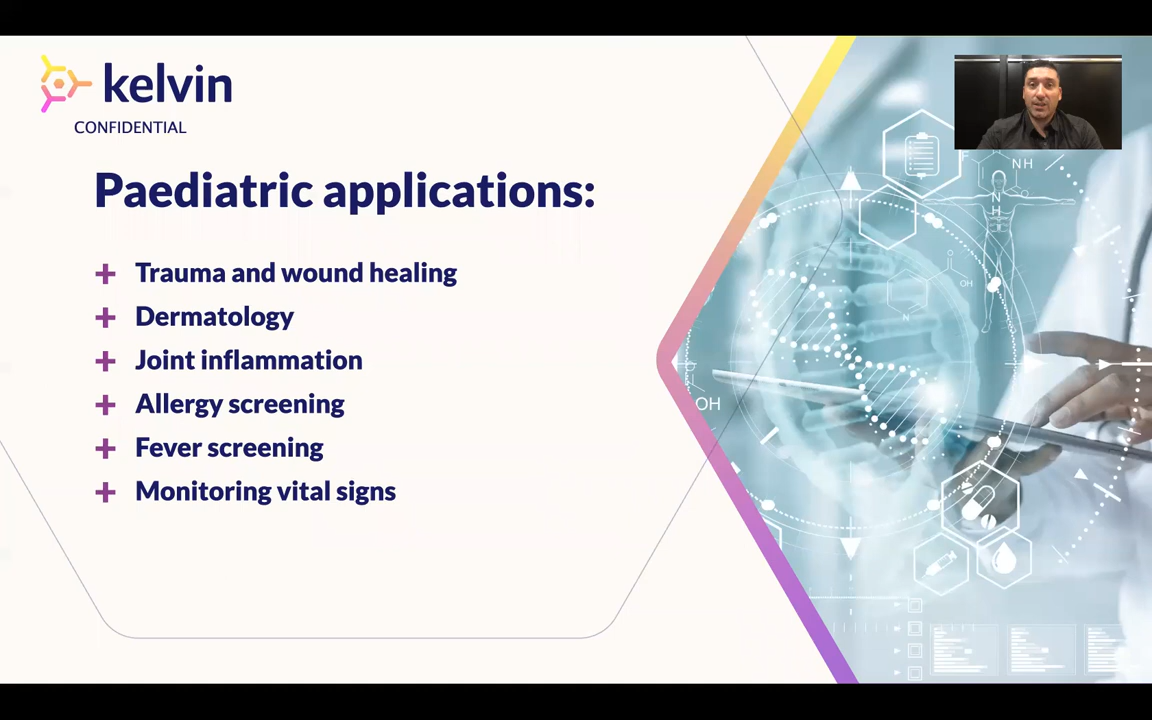 kelvin
CONFIDENTIAL
Paediatric applications:
+ Trauma and wound healing
+ Dermatology
+ Joint inflammation
+ Allergy screening
+ Fever screening
+ Monitoring vital signs
F
NH
N
H
O
O
OH
N
OH